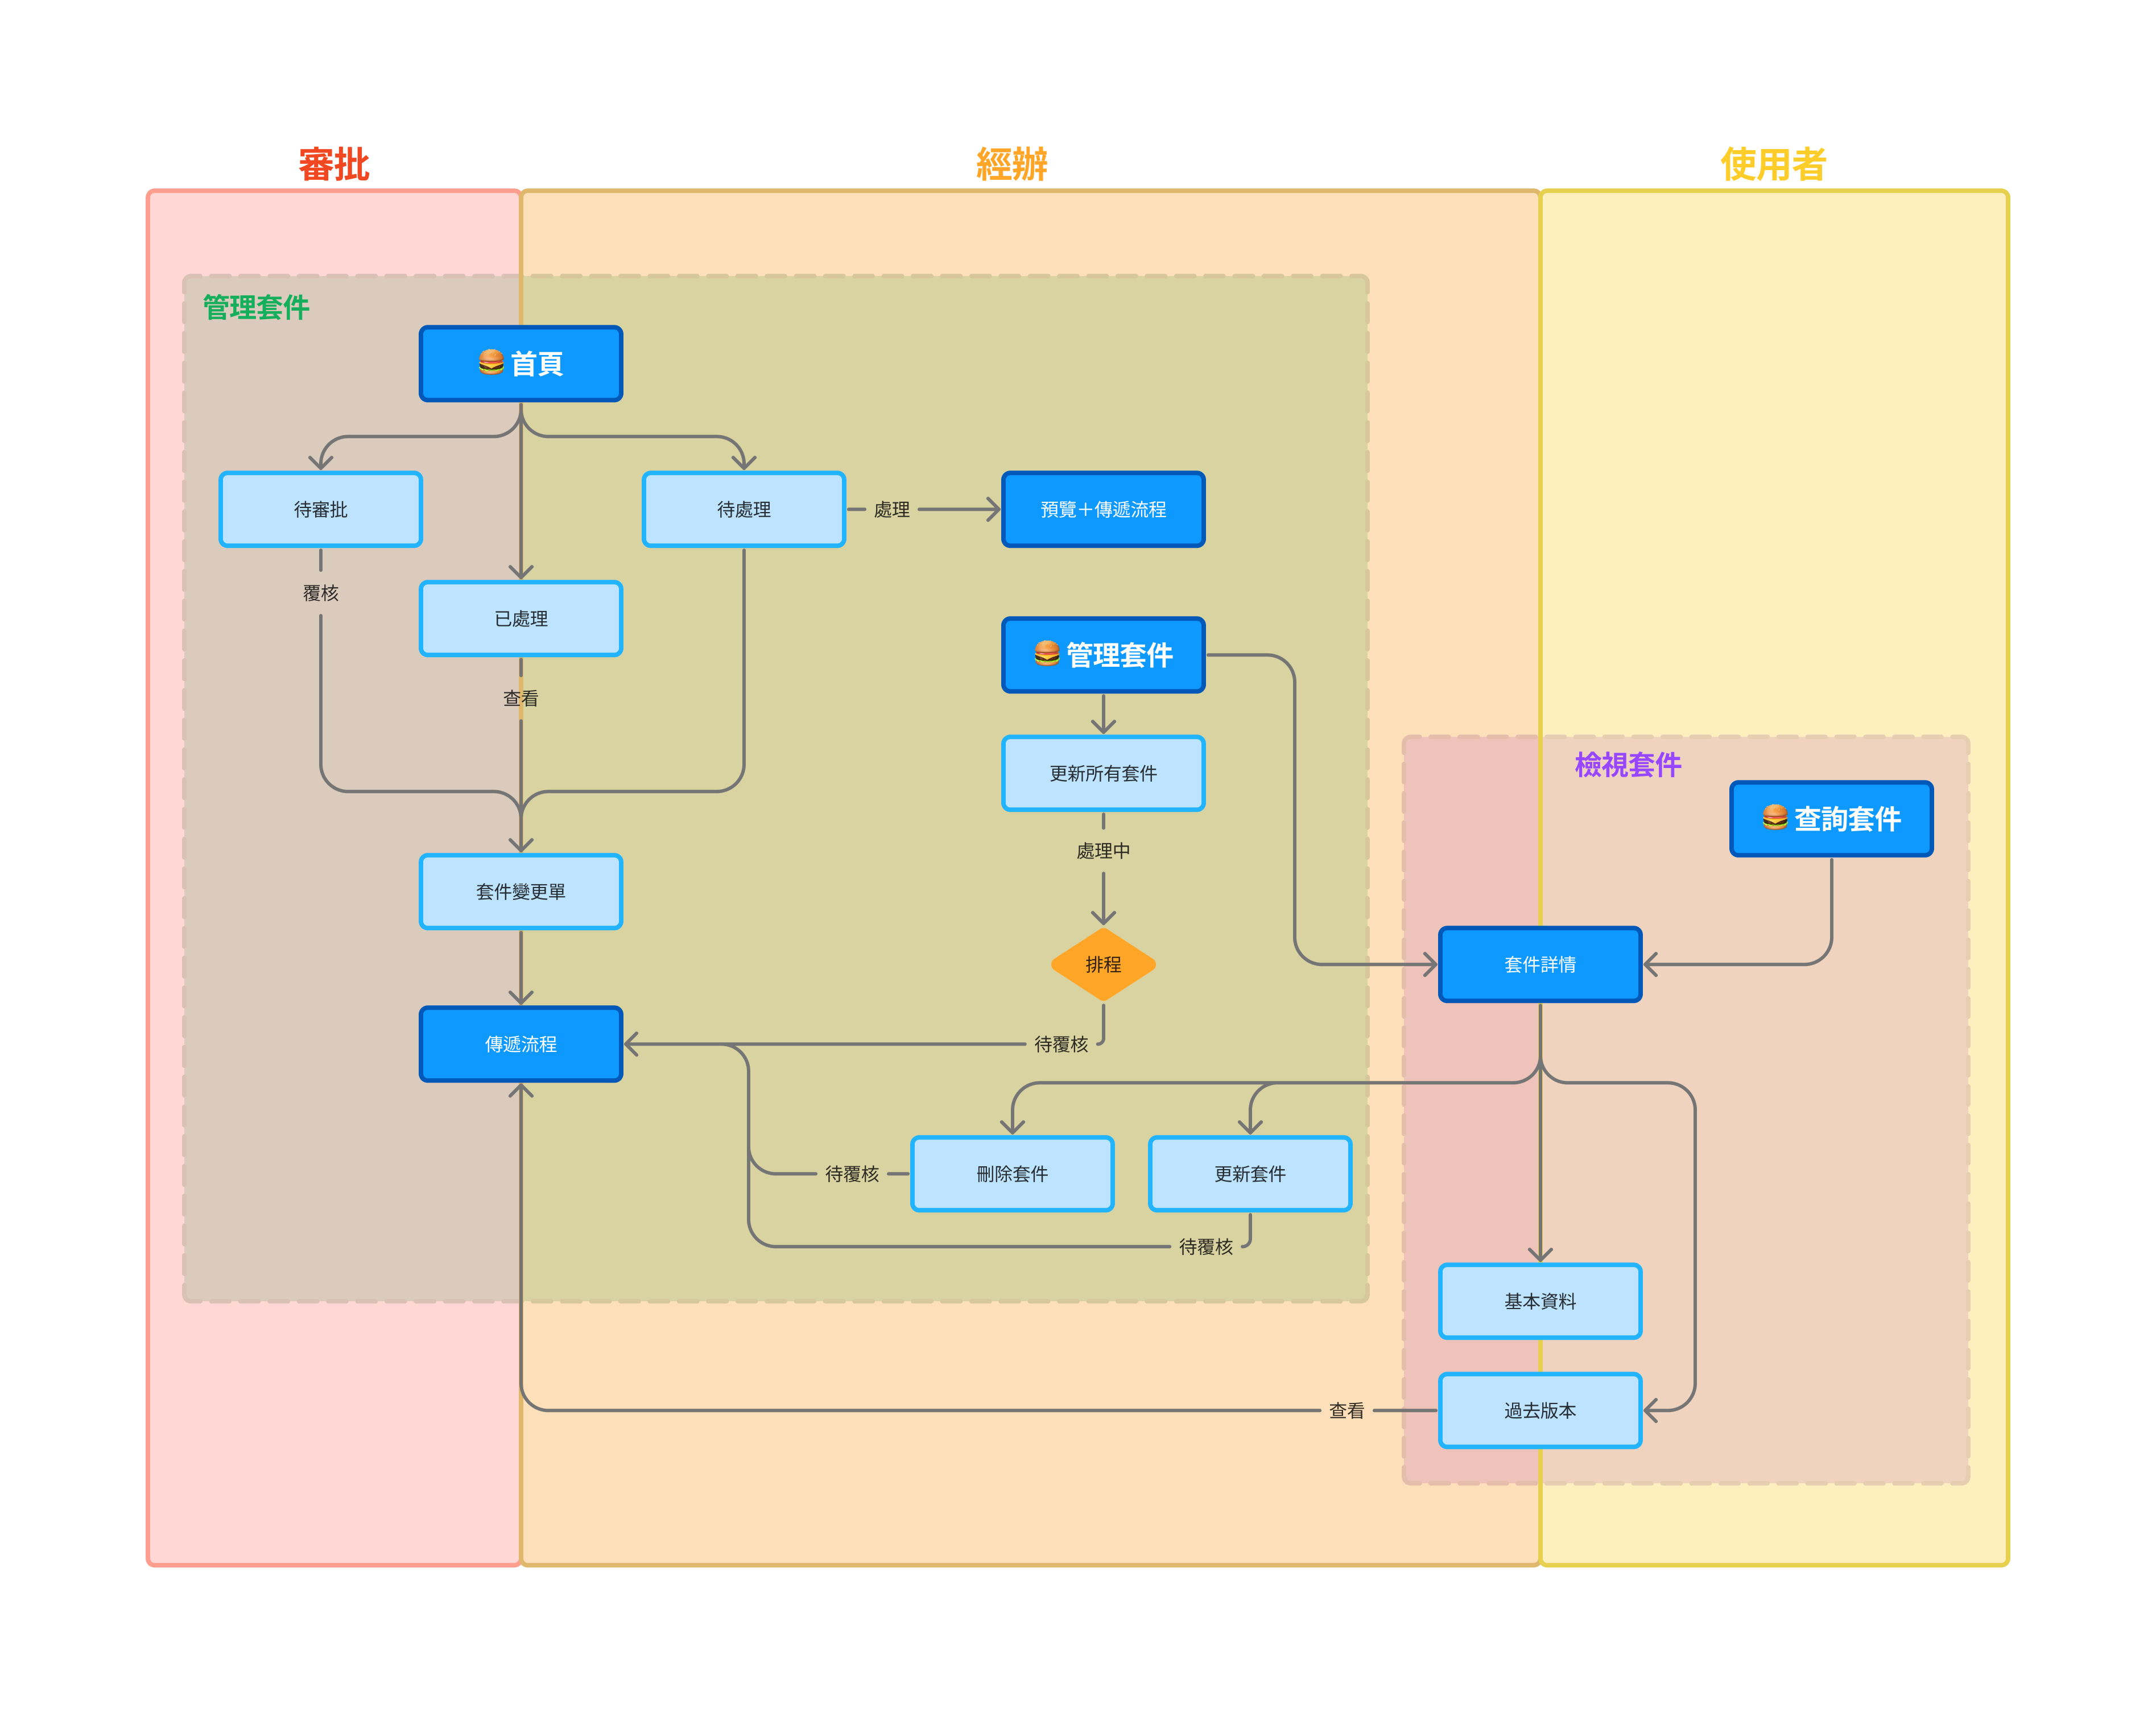 審批
經辦
使用者
管理套件
🍔 首頁
待審批
待處理
處理
預覽＋傳遞流程
覆核
已處理
🍔 管理套件
查看
更新所有套件
檢視套件
🍔 查詢套件
處理中
套件變更單
排程
套件詳情
傳遞流程
待覆核
待覆核
刪除套件
更新套件
待覆核
基本資料
查看
過去版本